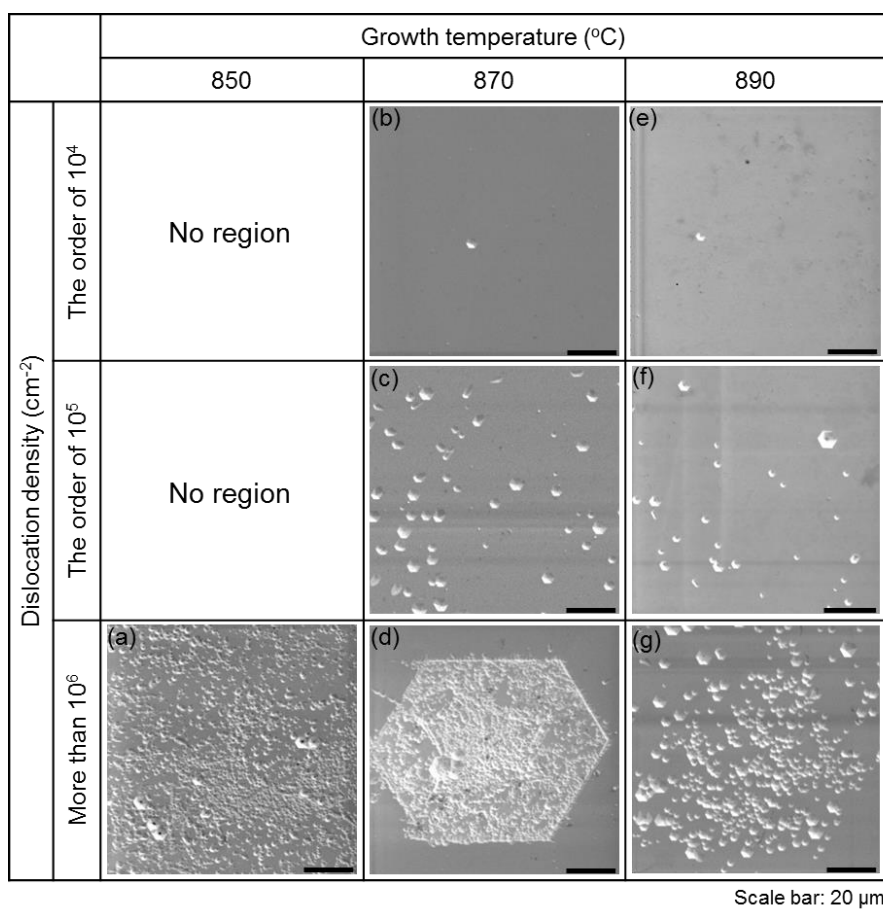 Growth temperature (°C)
850
870
890
Dislocation density (cm⁻²)
The order of 10⁴
No region
(b)
(e)
The order of 10⁵
No region
(c)
(f)
More than 10⁶
(a)
(d)
(g)
Scale bar: 20 μm